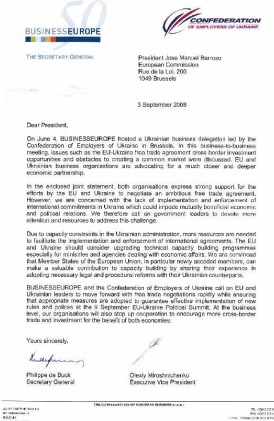 50
BUSINESSEUROPE
CONFEDERATION
OF EMPLOYERS OF UKRAINE
THE SECRETARY GENERAL
President Jose Manuel Barroso
European Commission
Rue de la Loi, 200
1049 Brussels
3 September 2008
Dear President,
On June 4, BUSINESSEUROPE hosted a Ukrainian business delegation led by the
Confederation of Employers of Ukraine in Brussels. In this business-to-business
meeting, issues such as the EU-Ukraine free trade agreement cross border investment
opportunities and obstacles to creating a common market were discussed. EU and
Ukrainian business organisations are advocating for a much closer and deeper
economic partnership.
In the enclosed joint statement, both organisations express strong support for the
efforts by the EU and Ukraine to negotiate an ambitious free trade agreement.
However, we are concerned with the lack of implementation and enforcement of
international commitments in Ukraine which could impede mutually beneficial economic
and political relations. We therefore call on government leaders to devote more
attention and resources to address this challenge.
Due to capacity constraints in the Ukrainian administration, more resources are needed
to facilitate the implementation and enforcement of international agreements. The EU
and Ukraine should consider upgrading technical capacity building programmes
especially for ministries and agencies dealing with economic affairs. We are convinced
that Member States of the European Union, in particular newly acceded members, can
make a valuable contribution to capacity building by sharing their experience in
adopting necessary legal and procedural reforms with their Ukrainian counterparts.
BUSINESSEUROPE and the Confederation of Employers of Ukraine call on EU and
Ukrainian leaders to move forward with free trade negotiations rapidly while ensuring
that appropriate measures are adopted to guarantee effective implementation of new
rules and policies at the 9 September EU-Ukraine Political Summit. At the business
level, our organisations will also step up cooperation to encourage more cross-border
trade and investment for the benefit of both economies.
Yours sincerely,
Philippe de Buck
Secretary General
Olexiy Miroshnichenko
Executive Vice President